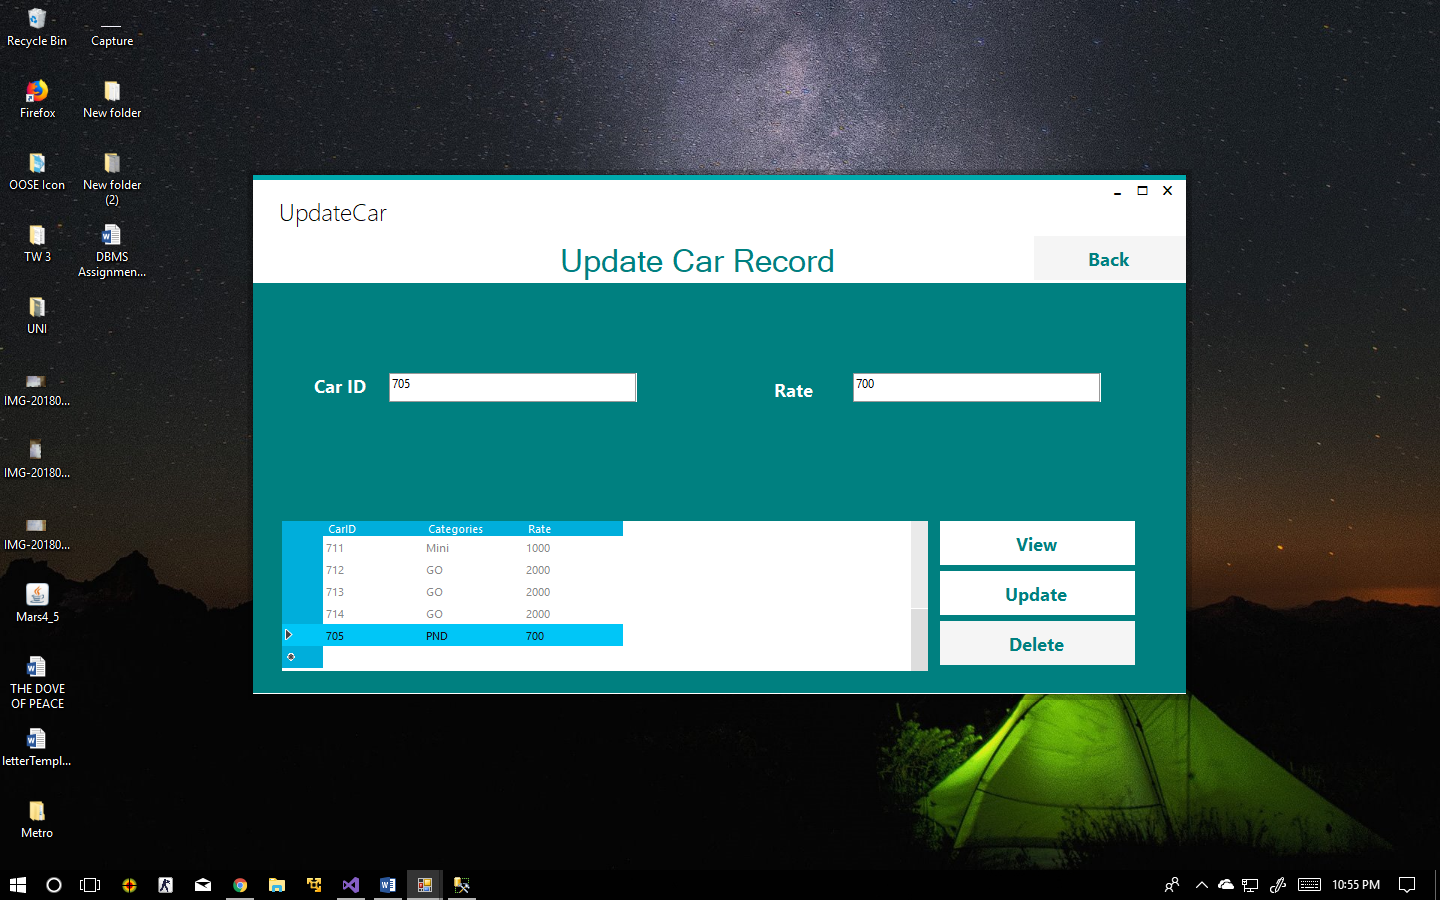 Recycle Bin
Capture
Firefox
New folder
OOSE Icon
New folder
(2)
TW 3
DBMS
Assignmen...
UNI
IMG-20180...
IMG-20180...
IMG-20180...
Mars4_5
THE DOVE
OF PEACE
letterTempl...
Metro
UpdateCar
Update Car Record
Back
Car ID
705
Rate
700
CarID Categories Rate
711 Mini 1000
712 GO 2000
713 GO 2000
714 GO 2000
705 PND 700
View
Update
Delete
10:55 PM